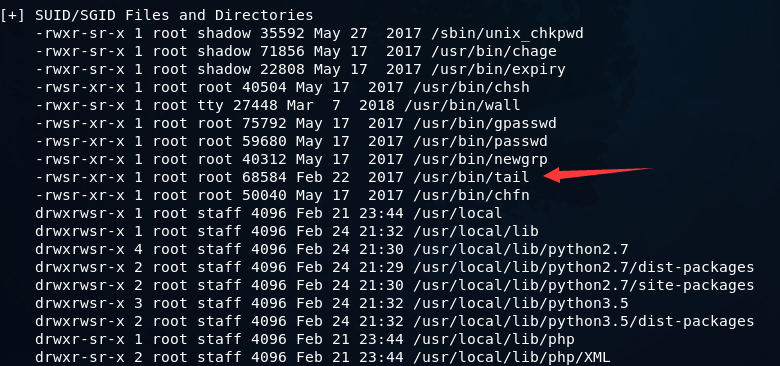 [+] SUID/SGID Files and Directories
-rwxr-sr-x 1 root shadow 35592 May 27  2017 /sbin/unix_chkpwd
-rwxr-sr-x 1 root shadow 71856 May 17  2017 /usr/bin/chage
-rwxr-sr-x 1 root shadow 22808 May 17  2017 /usr/bin/expiry
-rwsr-xr-x 1 root root 40504 May 17  2017 /usr/bin/chsh
-rwxr-sr-x 1 root tty 27448 Mar  7  2018 /usr/bin/wall
-rwsr-xr-x 1 root root 75792 May 17  2017 /usr/bin/gpasswd
-rwsr-xr-x 1 root root 59680 May 17  2017 /usr/bin/passwd
-rwsr-xr-x 1 root root 40312 May 17  2017 /usr/bin/newgrp
-rwsr-xr-x 1 root root 68584 Feb 22  2017 /usr/bin/tail
-rwsr-xr-x 1 root root 50040 May 17  2017 /usr/bin/chfn
drwxrwsr-x 1 root staff 4096 Feb 21 23:44 /usr/local
drwxrwsr-x 1 root staff 4096 Feb 24 21:32 /usr/local/lib
drwxrwsr-x 4 root staff 4096 Feb 24 21:30 /usr/local/lib/python2.7
drwxrwsr-x 2 root staff 4096 Feb 24 21:29 /usr/local/lib/python2.7/dist-packages
drwxrwsr-x 2 root staff 4096 Feb 24 21:30 /usr/local/lib/python2.7/site-packages
drwxrwsr-x 3 root staff 4096 Feb 24 21:32 /usr/local/lib/python3.5
drwxrwsr-x 2 root staff 4096 Feb 24 21:32 /usr/local/lib/python3.5/dist-packages
drwxr-sr-x 1 root staff 4096 Feb 21 23:44 /usr/local/lib/php
drwxr-sr-x 2 root staff 4096 Feb 21 23:44 /usr/local/lib/php/XML